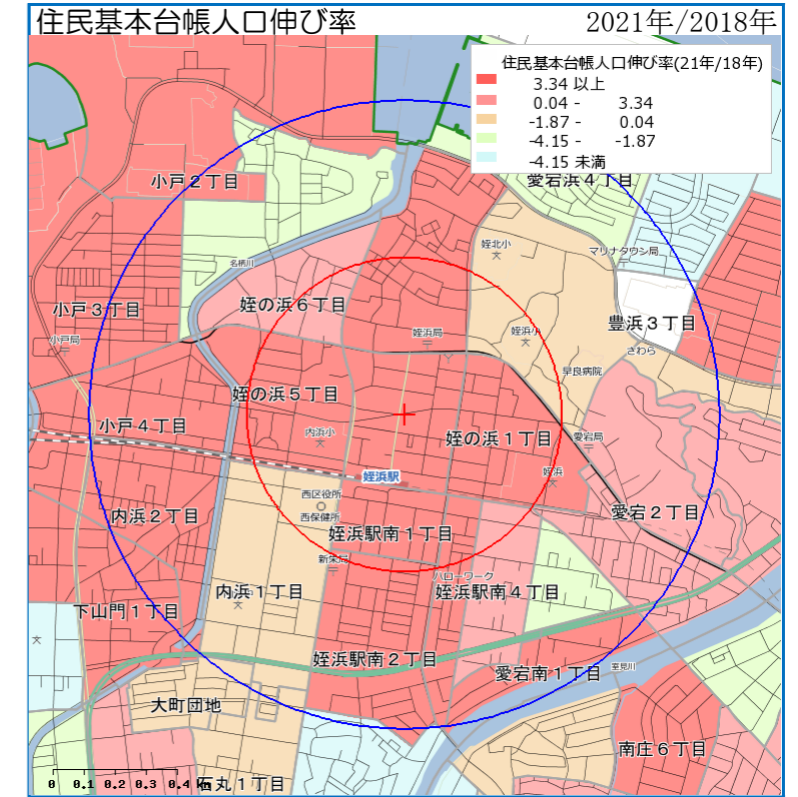 住民基本台帳人口伸び率 2021年/2018年
住民基本台帳人口伸び率(21年/18年)
3.34 以上
0.04 - 3.34
-1.87 - 0.04
-4.15 - -1.87
-4.15 未満
小戸２丁目
愛宕浜４丁目
姪北小
マリナタウン局
名柄川
姪の浜６丁目
小戸３丁目
豊浜３丁目
小戸局
姪浜局
姪浜小
さわら
早良病院
姪の浜５丁目
小戸４丁目
内浜小
姪の浜１丁目
愛宕局
姪浜駅
姪浜
西区役所
内浜２丁目
愛宕２丁目
西保健所
姪浜駅南１丁目
新栄局
ハローワーク
内浜１丁目
姪浜駅南４丁目
下山門１丁目
姪浜駅南２丁目
愛宕南１丁目
室見川
大町団地
南庄６丁目
石丸１丁目
0 0.1 0.2 0.3 0.4 km